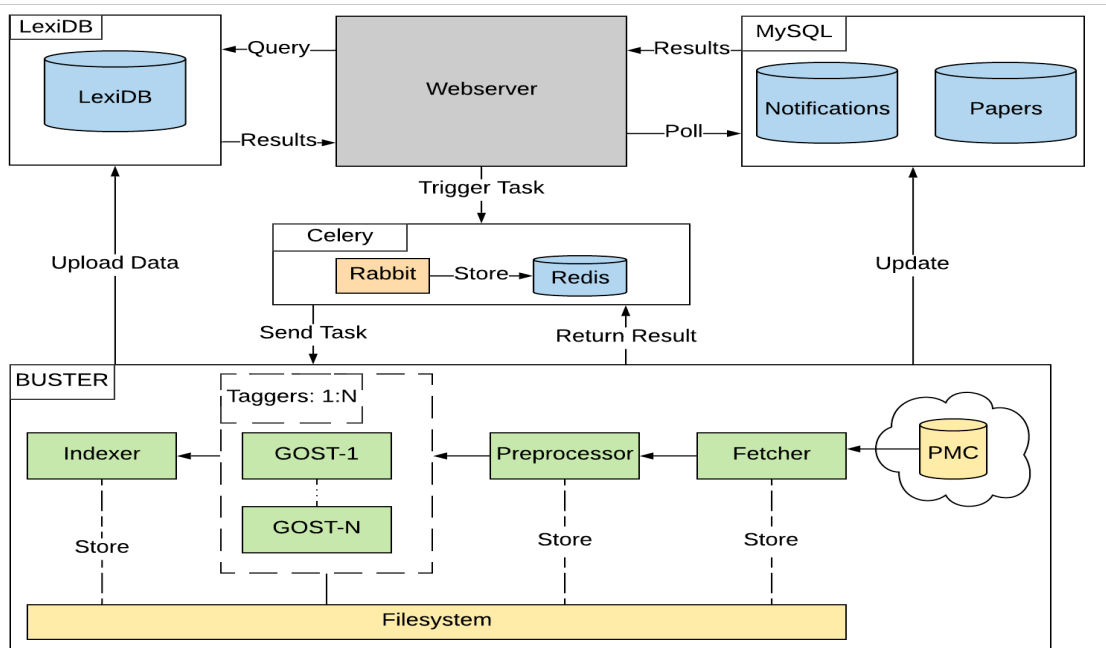 LexiDB
LexiDB
Query
Results
Webserver
Results
Poll
MySQL
Notifications
Papers
Trigger Task
Celery
Rabbit
Store
Redis
Upload Data
Update
Send Task
Return Result
BUSTER
Taggers: 1:N
Indexer
GOST-1
Preprocessor
Fetcher
PMC
GOST-N
Store
Store
Store
Filesystem